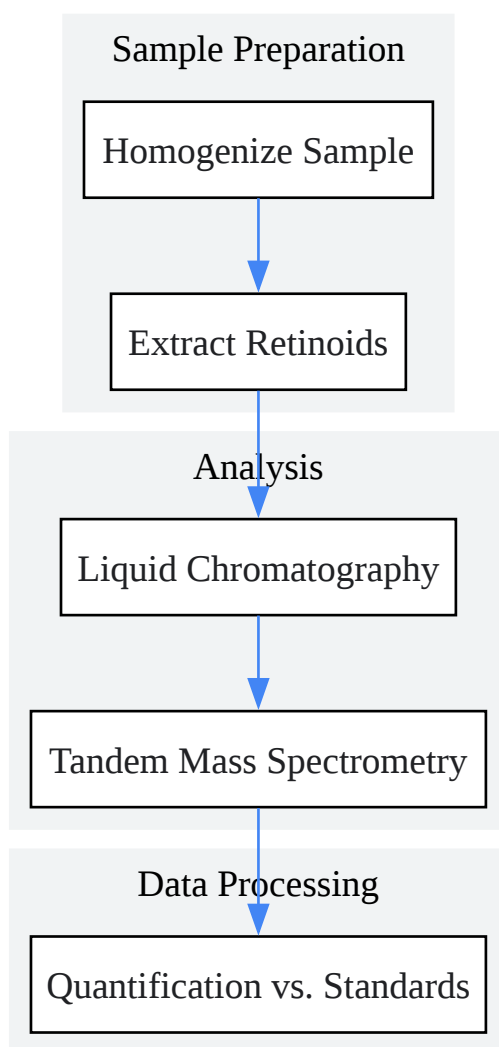 Sample Preparation
Homogenize Sample
Extract Retinoids
Analysis
Liquid Chromatography
Tandem Mass Spectrometry
Data Processing
Quantification vs. Standards